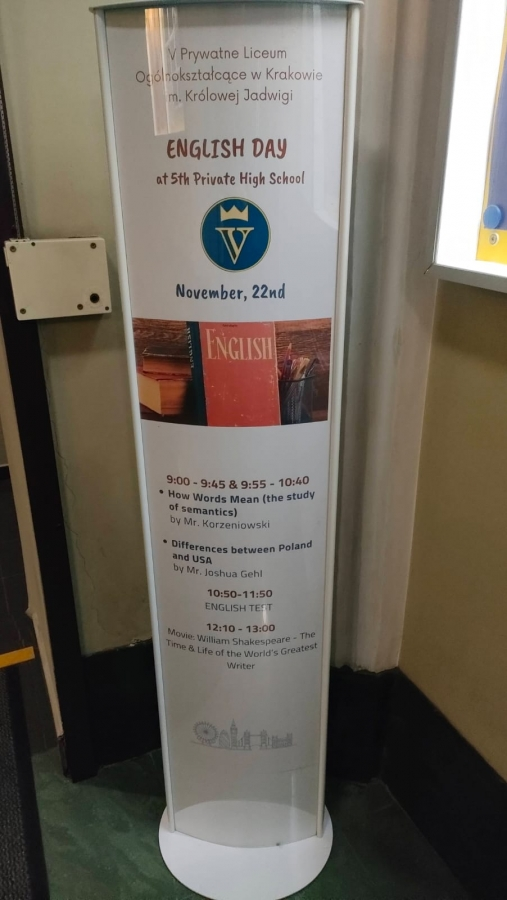 V Prywatne Liceum
Ogólnokształcące w Krakowie
m. Królowej Jadwigi
ENGLISH DAY
at 5th Private High School
V
November, 22nd
ENGLISH
ENGLISH
9:00 - 9:45 & 9:55 - 10:40
• How Words Mean (the study
of semantics)
by Mr. Korzeniowski
• Differences between Poland
and USA
by Mr. Joshua Gehl
10:50-11:50
ENGLISH TEST
12:10 - 13:00
Movie: William Shakespeare - The
Time & Life of the World's Greatest
Writer